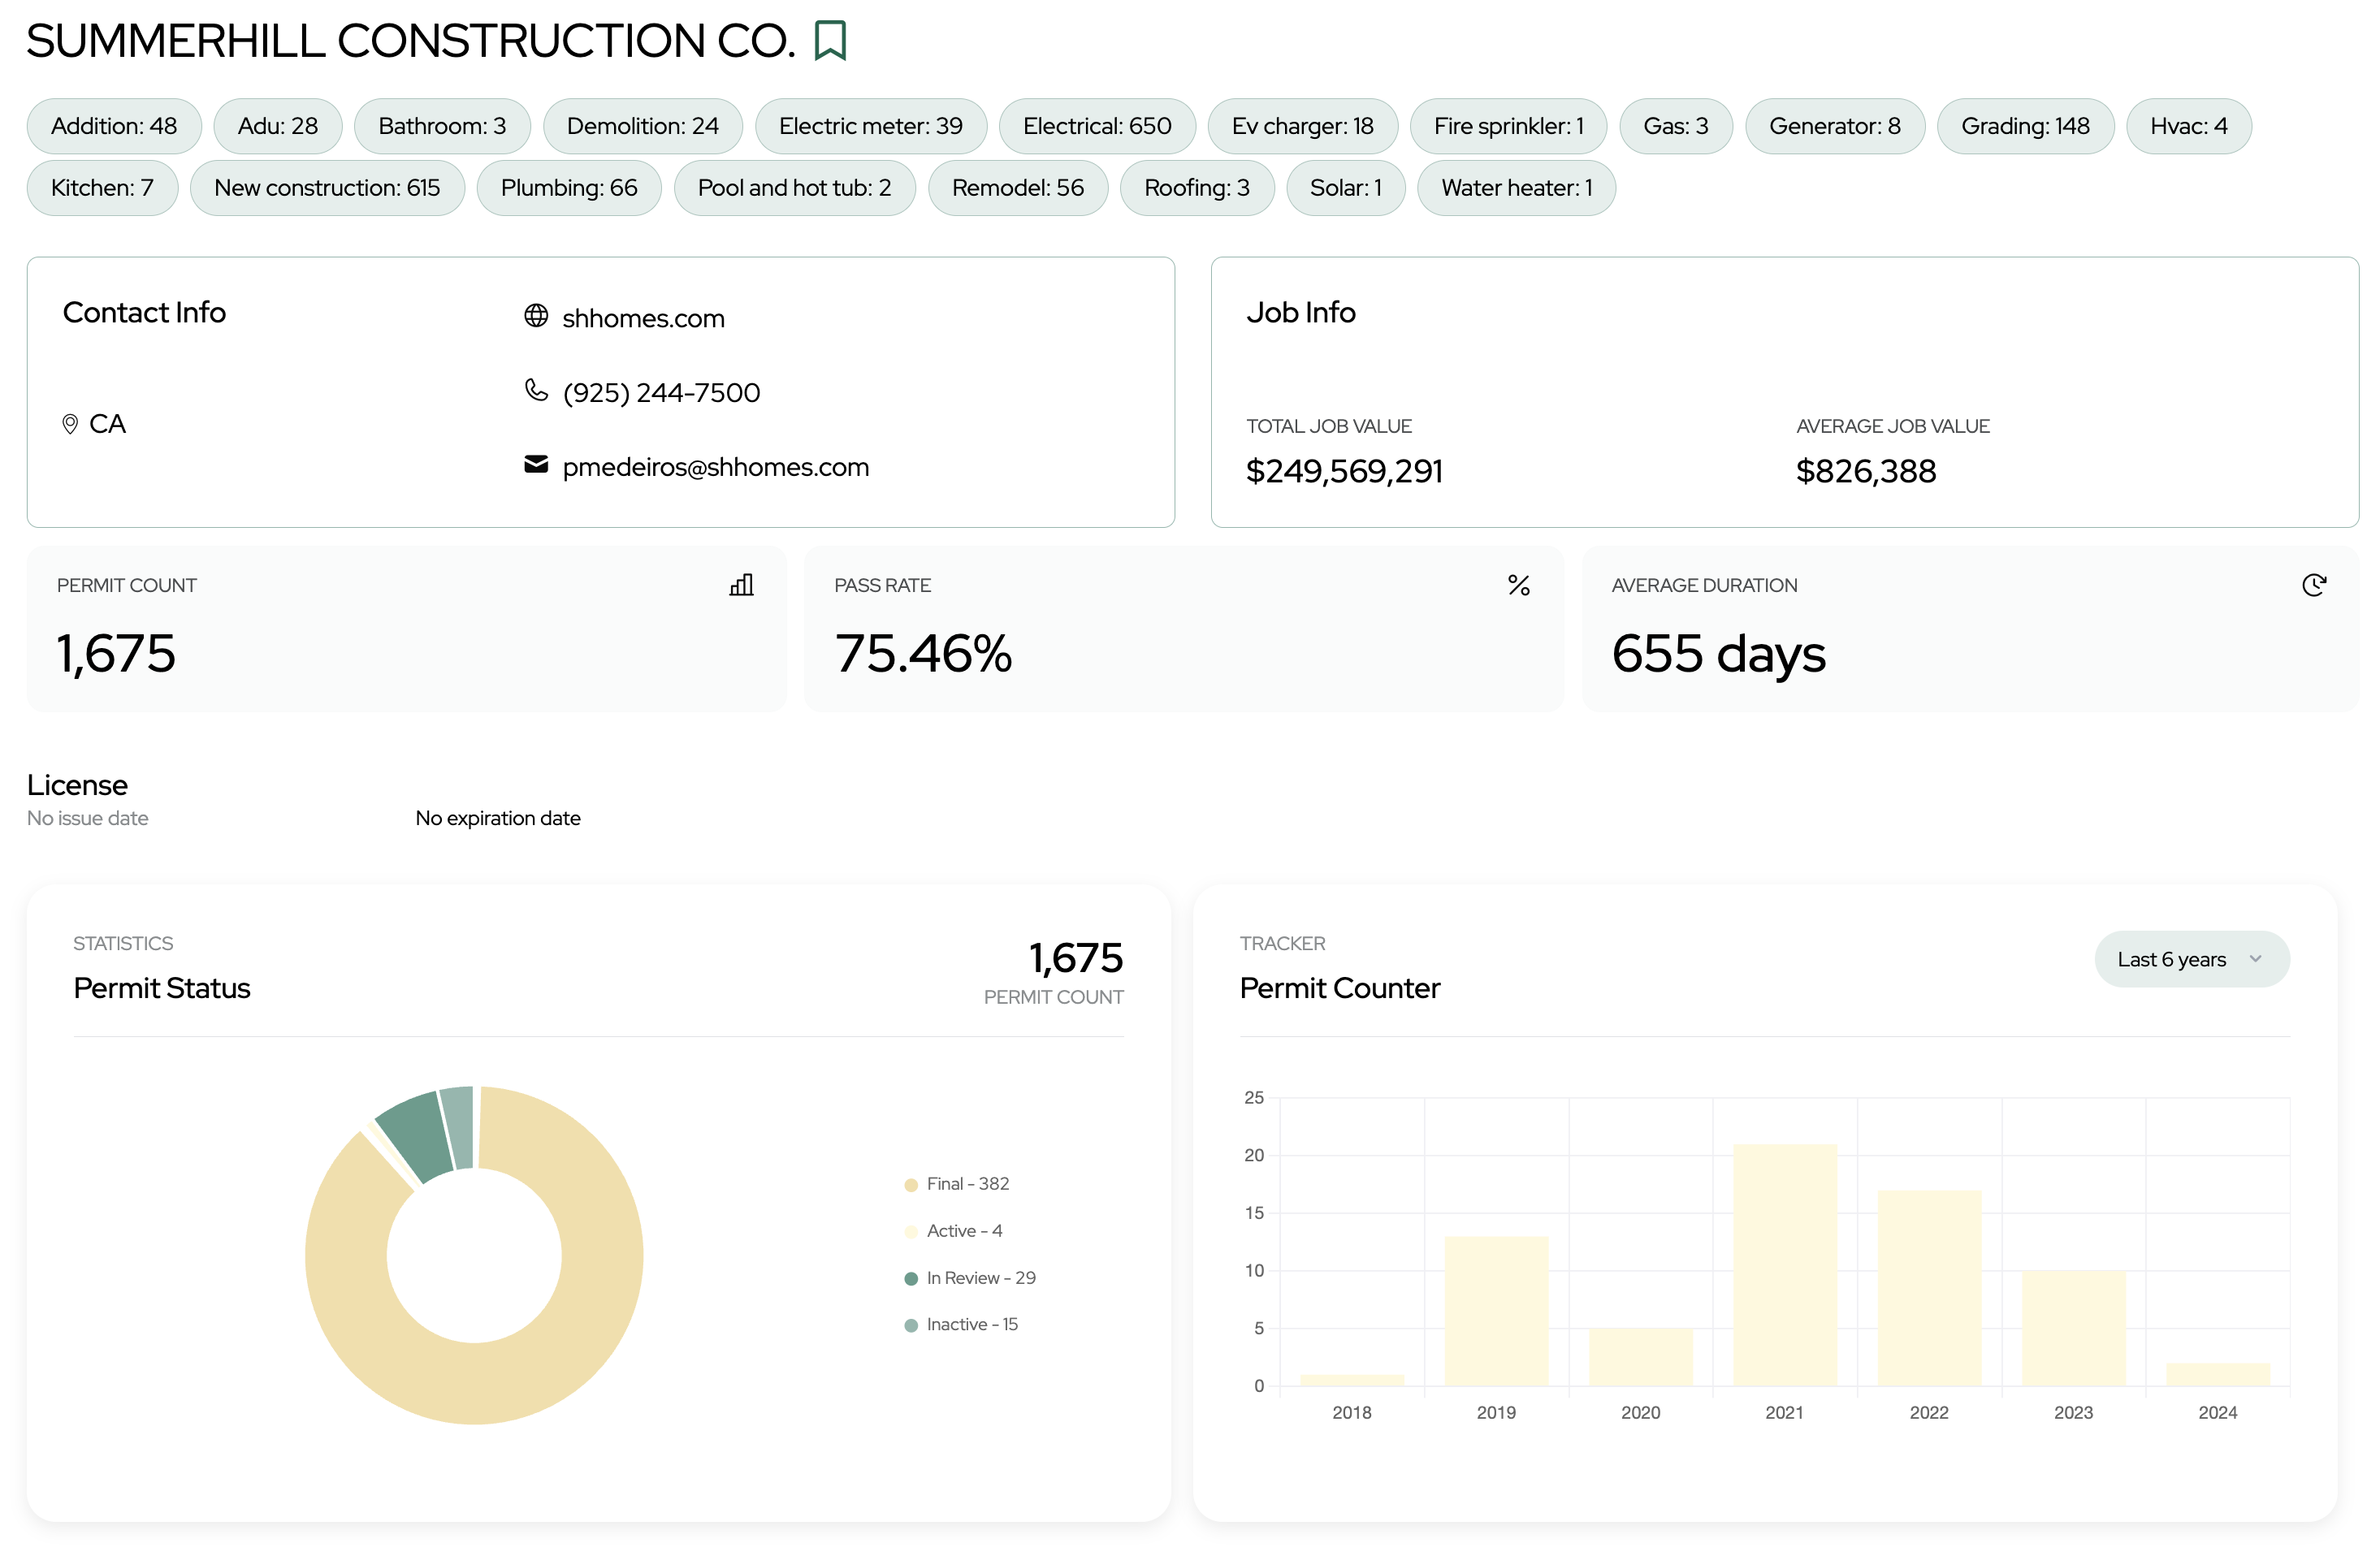 SUMMERHILL CONSTRUCTION CO.
Addition: 48 Adu: 28 Bathroom: 3 Demolition: 24 Electric meter: 39 Electrical: 650 Ev charger: 18 Fire sprinkler: 1 Gas: 3 Generator: 8 Grading: 148 Hvac: 4
Kitchen: 7 New construction: 615 Plumbing: 66 Pool and hot tub: 2 Remodel: 56 Roofing: 3 Solar: 1 Water heater: 1
Contact Info
CA
shhomes.com
(925) 244-7500
pmedeiros@shhomes.com
Job Info
TOTAL JOB VALUE
$249,569,291
AVERAGE JOB VALUE
$826,388
PERMIT COUNT
1,675
PASS RATE
%
75.46%
AVERAGE DURATION
655 days
License
No issue date
No expiration date
STATISTICS
Permit Status
1,675
PERMIT COUNT
Final - 382
Active - 4
In Review - 29
Inactive - 15
TRACKER
Permit Counter
Last 6 years
25
20
15
10
5
0
2018 2019 2020 2021 2022 2023 2024